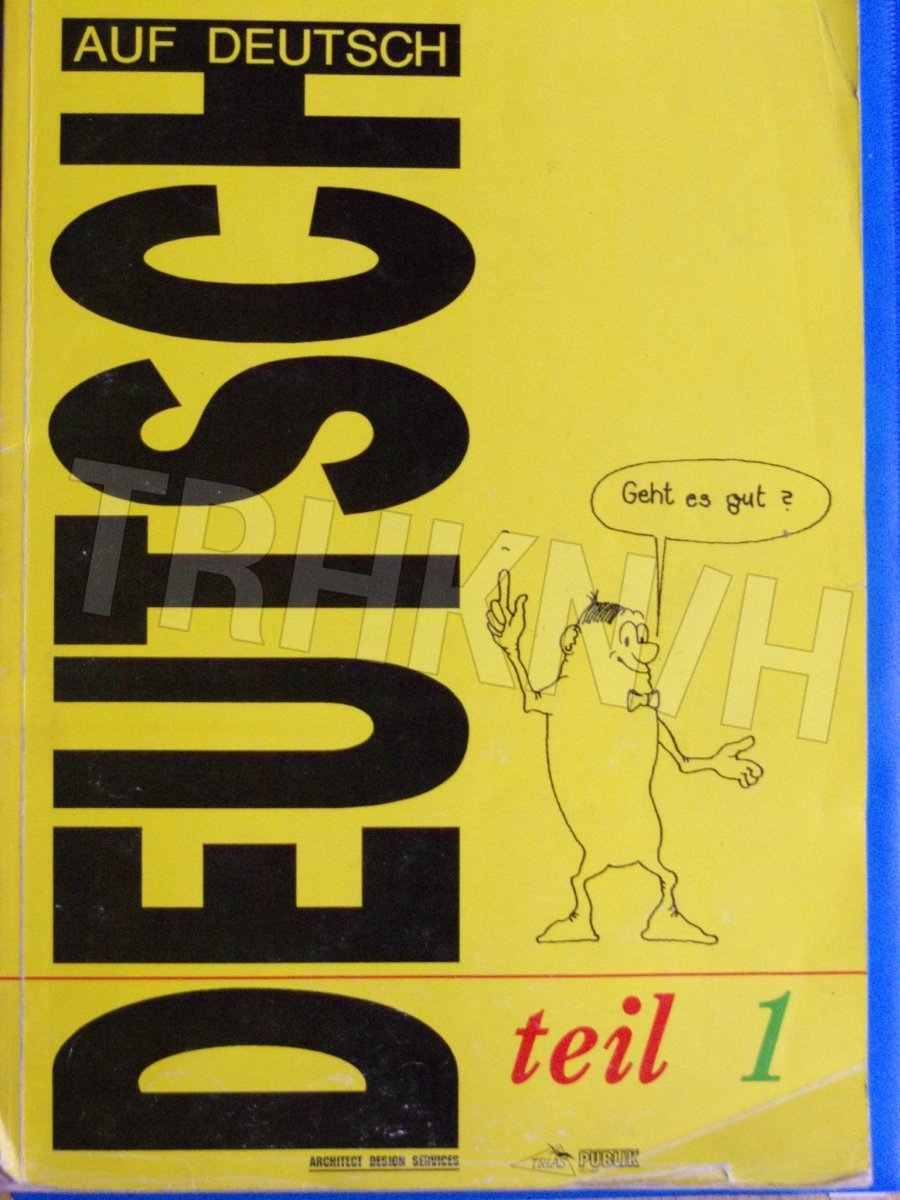 AUF DEUTSCH
DEUTSCH
Geht es gut ?
TRHKNVH
teil 1
ARCHITECT DESIGN SERVICES
TRIAS PUBLIK